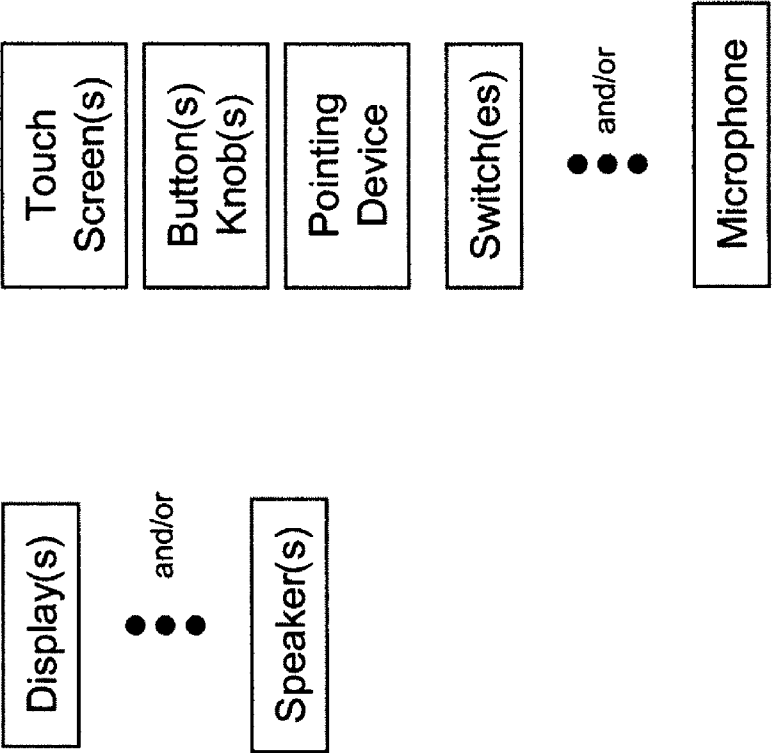 Display(s)
and/or
Speaker(s)
Touch
Screen(s)
Button(s)
Knob(s)
Pointing
Device
Switch(es)
and/or
Microphone